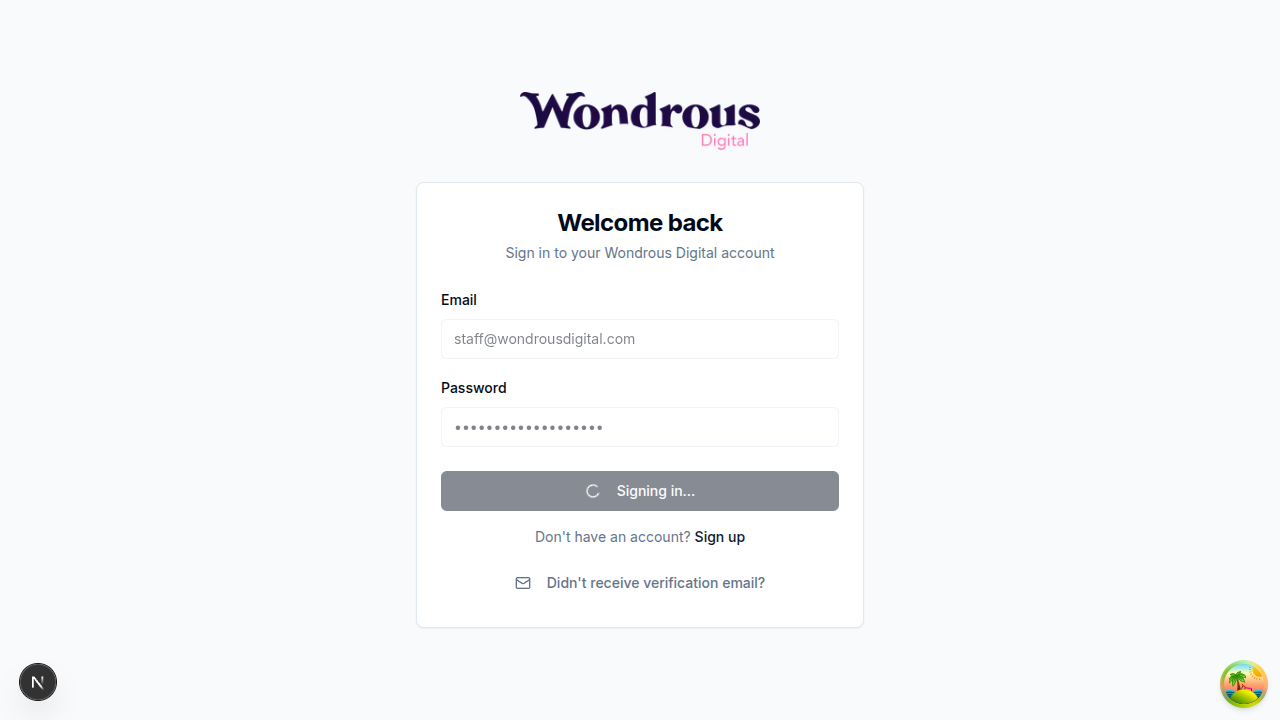 Wondrous
Digital
Welcome back
Sign in to your Wondrous Digital account
Email
staff@wondrousdigital.com
Password
•••••••••••••••••••
Signing in...
Don't have an account? Sign up
Didn't receive verification email?
N